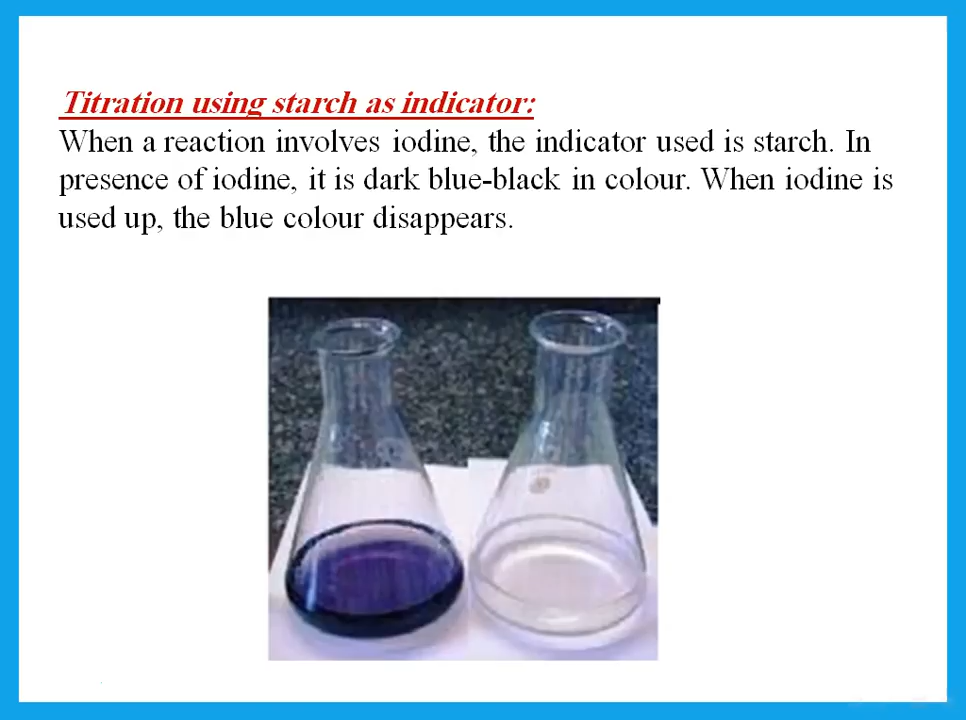 Titration using starch as indicator:
When a reaction involves iodine, the indicator used is starch. In
presence of iodine, it is dark blue-black in colour. When iodine is
used up, the blue colour disappears.